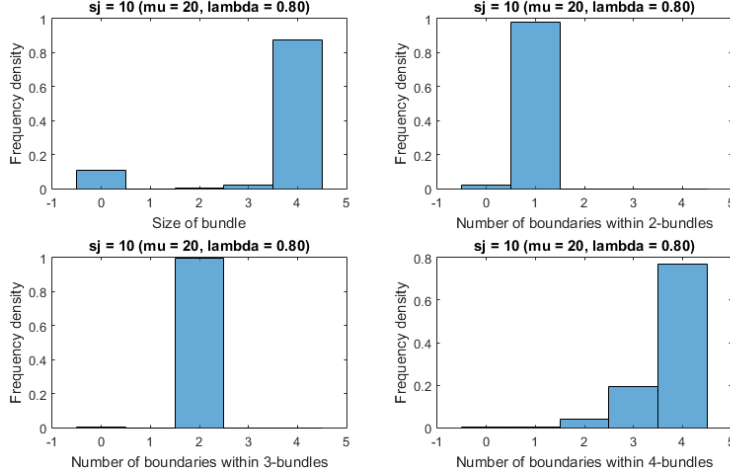 sj = 10 (mu = 20, lambda = 0.80)
Frequency density
1
0.8
0.6
0.4
0.2
0
-1 0 1 2 3 4 5
Size of bundle
sj = 10 (mu = 20, lambda = 0.80)
Frequency density
1
0.8
0.6
0.4
0.2
0
-1 0 1 2 3 4 5
Number of boundaries within 2-bundles
sj = 10 (mu = 20, lambda = 0.80)
Frequency density
1
0.8
0.6
0.4
0.2
0
-1 0 1 2 3 4 5
Number of boundaries within 3-bundles
sj = 10 (mu = 20, lambda = 0.80)
Frequency density
0.8
0.6
0.4
0.2
0
-1 0 1 2 3 4 5
Number of boundaries within 4-bundles